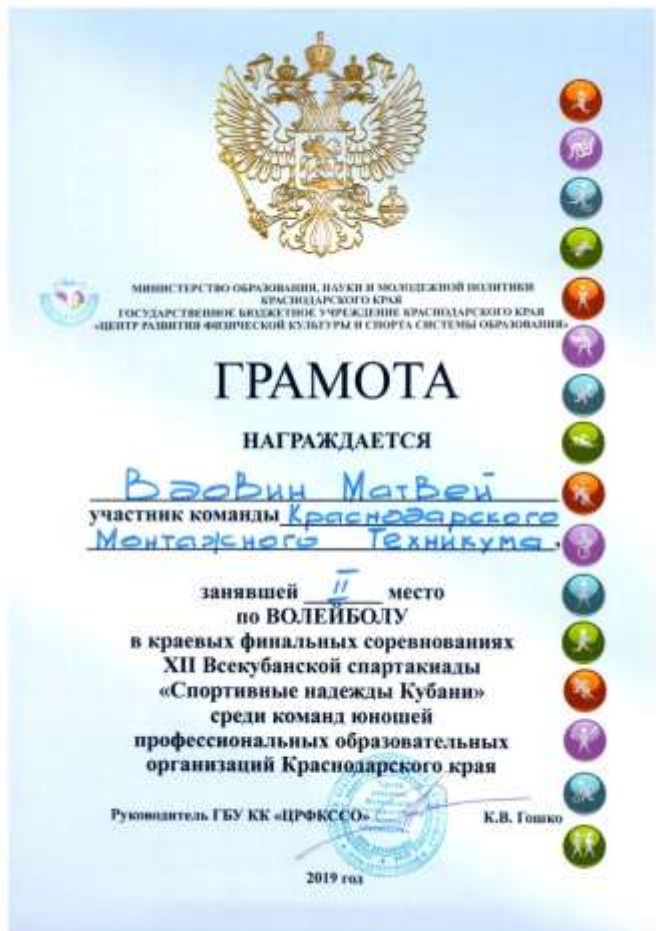 МИНИСТЕРСТВО ОБРАЗОВАНИЯ, НАУКИ И МОЛОДЕЖНОЙ ПОЛИТИКИ
КРАСНОДАРСКОГО КРАЯ
ГОСУДАРСТВЕННОЕ БЮДЖЕТНОЕ УЧРЕЖДЕНИЕ КРАСНОДАРСКОГО КРАЯ
«ЦЕНТР РАЗВИТИЯ ФИЗИЧЕСКОЙ КУЛЬТУРЫ И СПОРТА СИСТЕМЫ ОБРАЗОВАНИЯ»
ГРАМОТА
НАГРАЖДАЕТСЯ
Вдовин Матвей
участник команды Краснодарского
Монтажного Техникума.
занявшей II место
по ВОЛЕЙБОЛУ
в краевых финальных соревнованиях
XII Всекубанской спартакиады
«Спортивные надежды Кубани»
среди команд юношей
профессиональных образовательных
организаций Краснодарского края
Руководитель ГБУ КК «ЦРФКССО» К.В. Гошко
2019 год